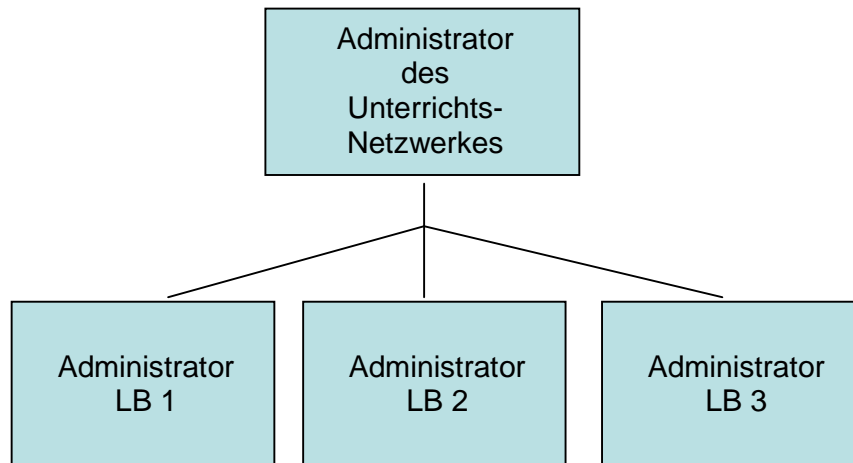 Administrator
des
Unterrichts-
Netzwerkes
Administrator
LB 1
Administrator
LB 2
Administrator
LB 3